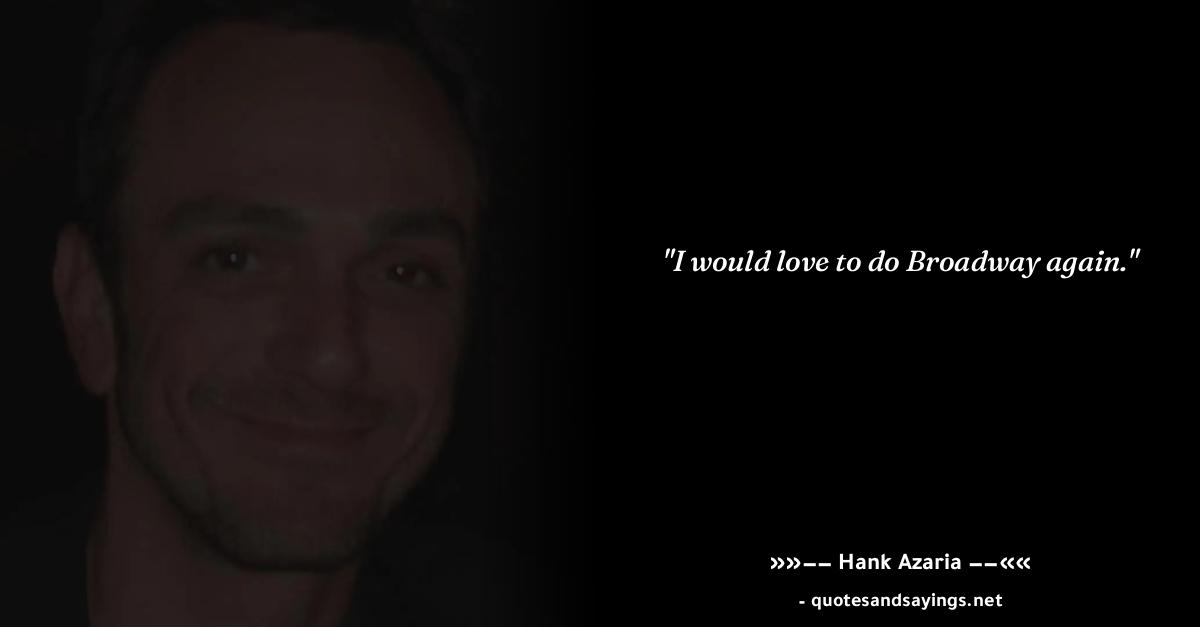 "I would love to do Broadway again."
»»−− Hank Azaria −−««
- quotesandsayings.net